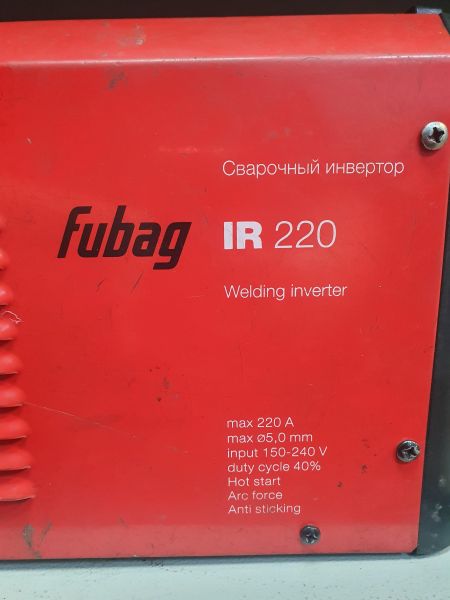 Сварочный инвертор
fubag IR 220
Welding inverter
max 220 A
max ø5,0 mm
input 150-240 V
duty cycle 40%
Hot start
Arc force
Anti sticking